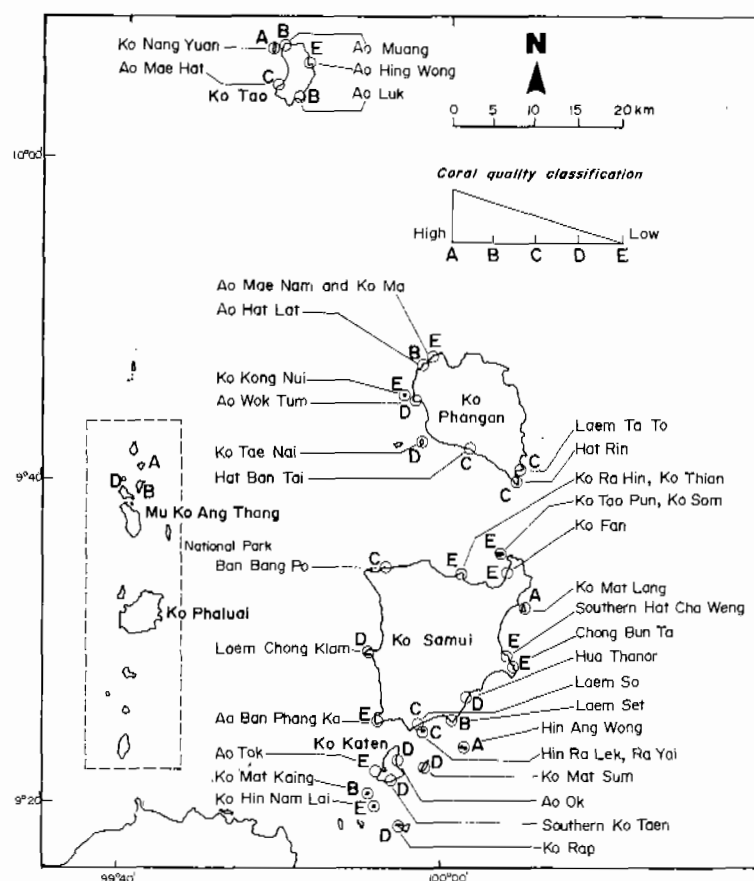 Ko Nang Yuan
A
B
Ao Muang
E
Ao Mae Hat
Ao Hing Wong
C
Ko Tao
B
Ao Luk
N
0 5 10 15 20 km
10°00'
Coral quality classification
High
Low
A B C D E
Ao Mae Nam and Ko Ma
Ao Hat Lat
B
E
Ko Kong Nui
E
Ao Wok Tum
D
Ko Phangan
Ko Tae Nai
D
Hat Ban Tai
C
Laem Ta To
C
Hat Rin
C
9°40'
A
D
B
Mu Ko Ang Thang
National Park
Ko Phaluai
Ko Ra Hin, Ko Thian
E
Ko Tao Pun, Ko Som
E
Ko Fan
E
Ban Bang Po
C
A
Ko Mat Lang
Southern Hat Cha Weng
E
Chong Bun Ta
E
Laem Chong Klam
D
Ko Samui
Hua Thanor
D
Laem So
C
Laem Set
B
Aa Ban Phang Ka
E
Hin Ang Wong
A
C
Hin Ra Lek, Ra Yai
Ko Katen
D
Ao Tok
E
D
Ko Mat Sum
Ko Mat Kaing
B
D
Ao Ok
Ko Hin Nam Lai
E
Southern Ko Taen
D
Ko Rap
9°20'
99°40'
100°00'